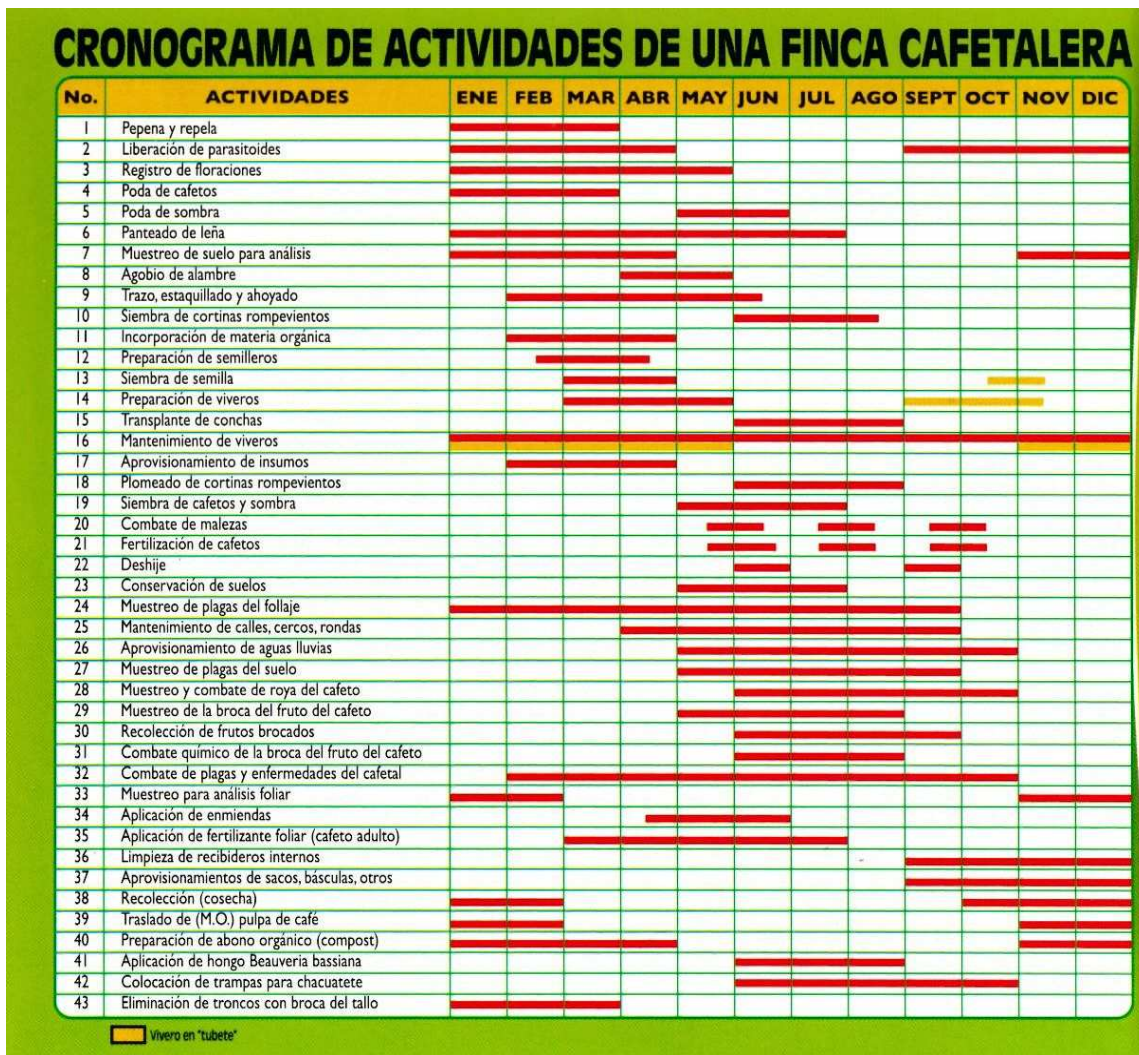 CRONOGRAMA DE ACTIVIDADES DE UNA FINCA CAFETALERA
No. ACTIVIDADES ENE FEB MAR ABR MAY JUN JUL AGO SEPT OCT NOV DIC
1 Pepena y repela
2 Liberación de parasitoides
3 Registro de floraciones
4 Poda de cafetos
5 Poda de sombra
6 Panteado de leña
7 Muestreo de suelo para análisis
8 Agobio de alambre
9 Trazo, estaquillado y ahoyado
10 Siembra de cortinas rompevientos
11 Incorporación de materia orgánica
12 Preparación de semilleros
13 Siembra de semilla
14 Preparación de viveros
15 Transplante de conchas
16 Mantenimiento de viveros
17 Aprovisionamiento de insumos
18 Plomeado de cortinas rompevientos
19 Siembra de cafetos y sombra
20 Combate de malezas
21 Fertilización de cafetos
22 Deshije
23 Conservación de suelos
24 Muestreo de plagas del follaje
25 Mantenimiento de calles, cercos, rondas
26 Aprovisionamiento de aguas lluvias
27 Muestreo de plagas del suelo
28 Muestreo y combate de roya del cafeto
29 Muestreo de la broca del fruto del cafeto
30 Recolección de frutos brocados
31 Combate químico de la broca del fruto del cafeto
32 Combate de plagas y enfermedades del cafetal
33 Muestreo para análisis foliar
34 Aplicación de enmiendas
35 Aplicación de fertilizante foliar (cafeto adulto)
36 Limpieza de recibideros internos
37 Aprovisionamientos de sacos, básculas, otros
38 Recolección (cosecha)
39 Traslado de (M.O.) pulpa de café
40 Preparación de abono orgánico (compost)
41 Aplicación de hongo Beauveria bassiana
42 Colocación de trampas para chacuatete
43 Eliminación de troncos con broca del tallo
Vivero en "tubete"